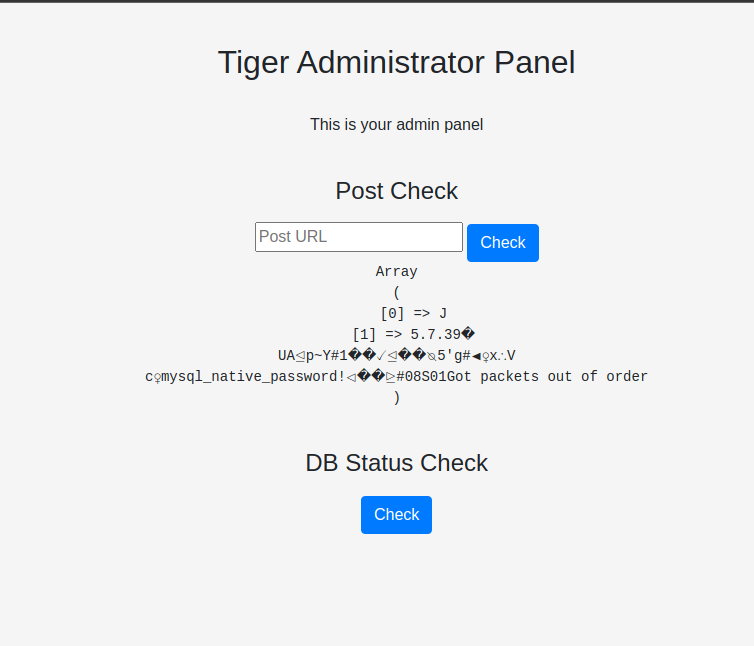 Tiger Administrator Panel
This is your admin panel
Post Check
Post URL Check
Array
(
[0] => J
[1] => 5.7.39�
UA⊴p~Y#1��✓⊴��⍉5'g#◄♀x∴V
c♀mysql_native_password!◁��⊵#08S01Got packets out of order
)
DB Status Check
Check